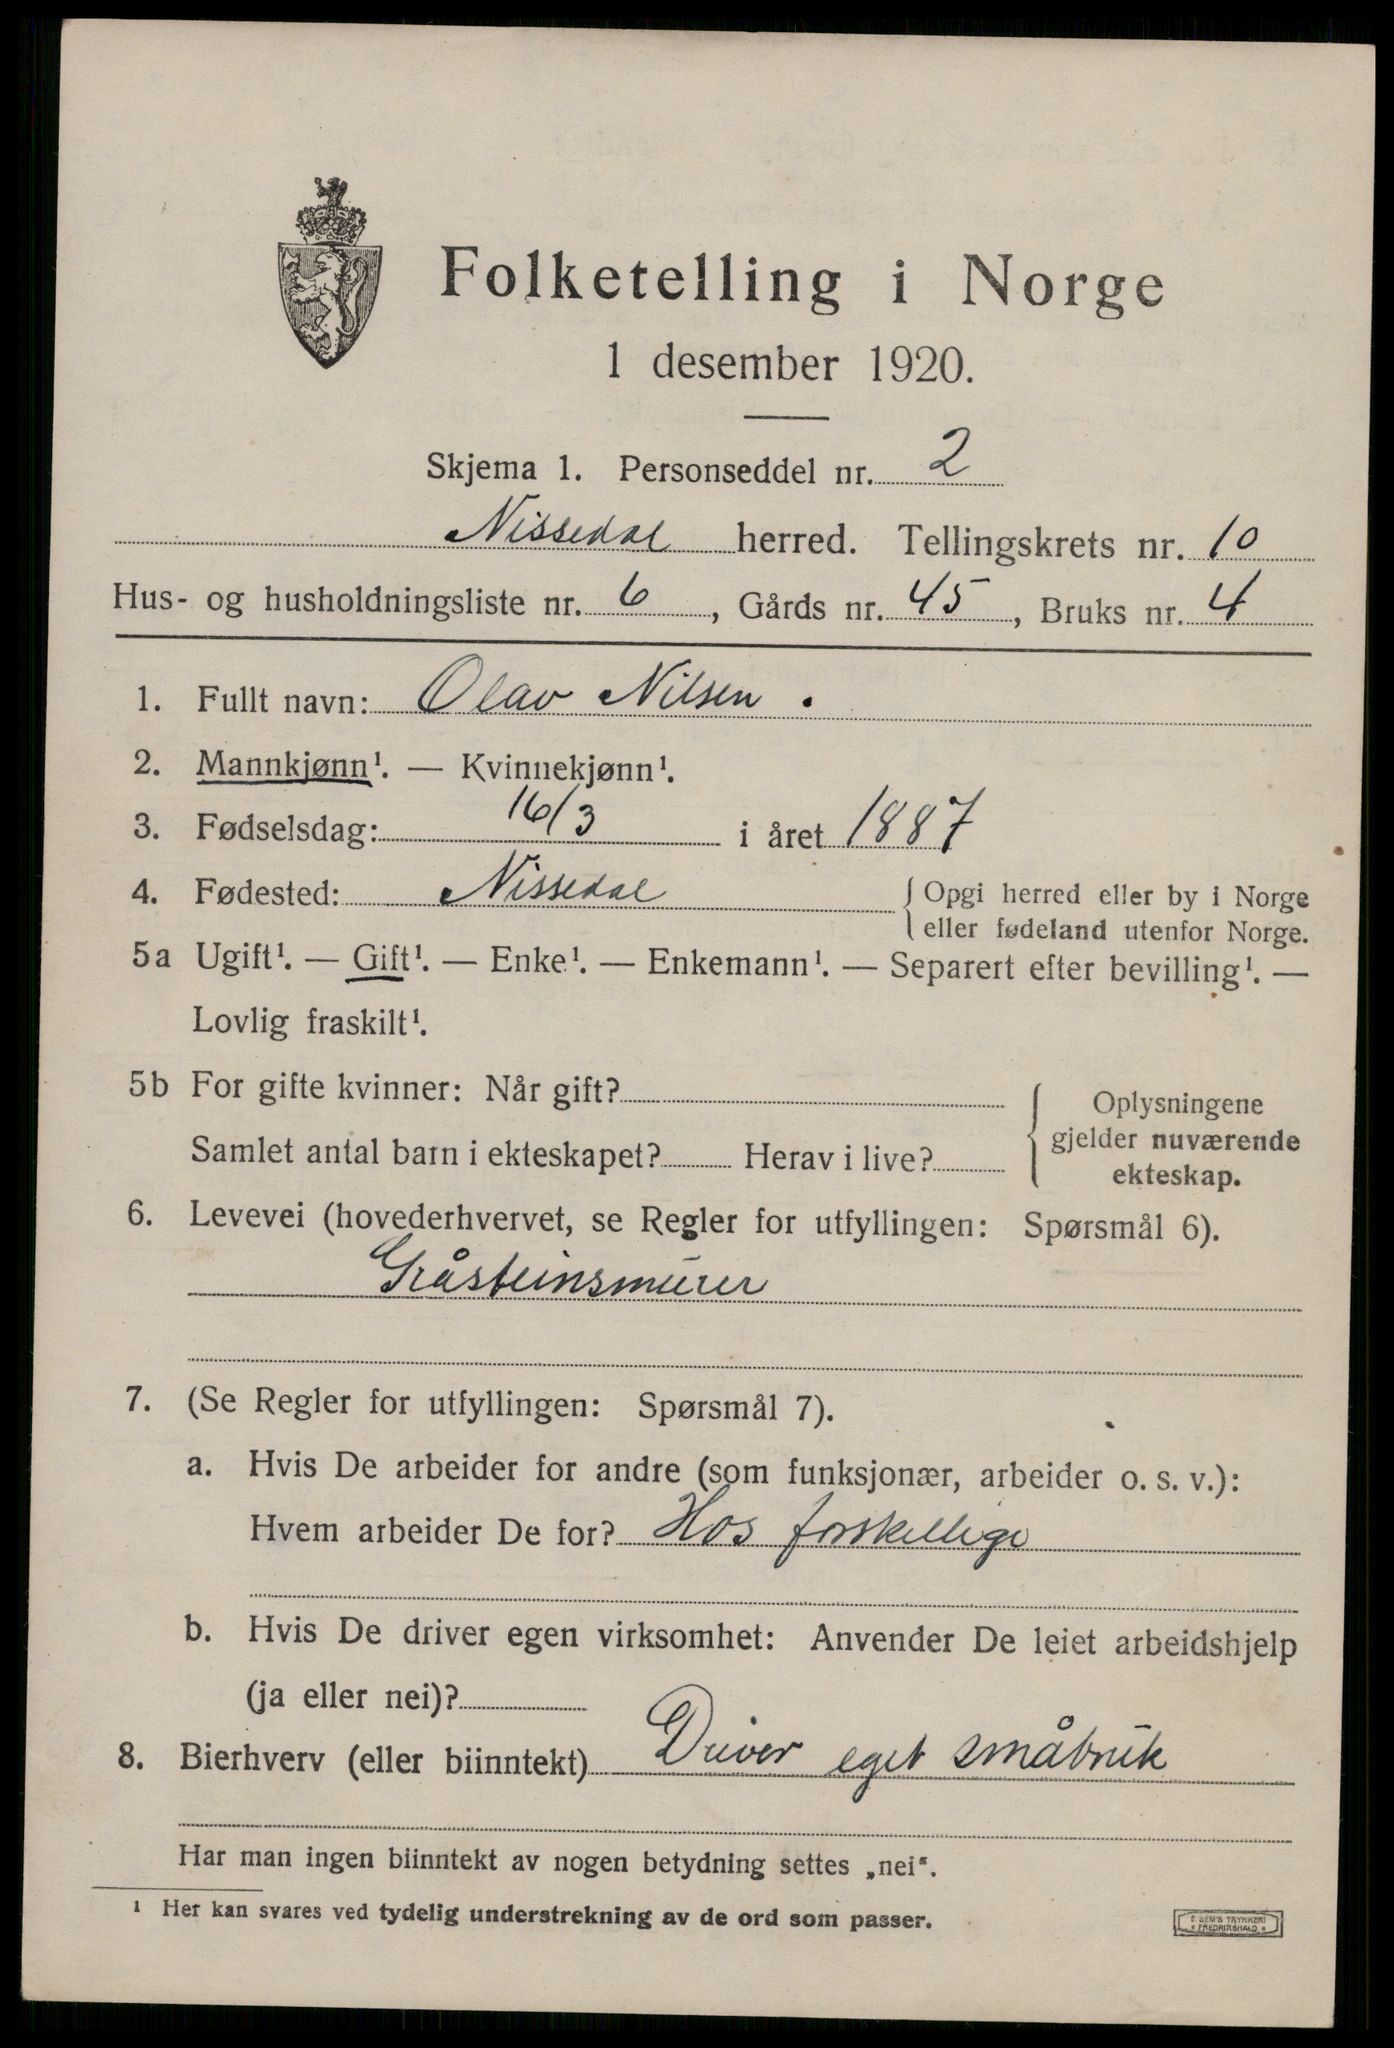 Folketelling i Norge
1 desember 1920.
Skjema 1. Personseddel nr. 2
Nissedal herred. Tellingskrets nr. 10
Hus- og husholdningsliste nr. 6, Gårds nr. 45, Bruks nr. 4
1. Fullt navn: Olav Nilsen.
2. Mannkjønn¹. — Kvinnekjønn¹.
3. Fødselsdag: 16/3 i året 1887
4. Fødested: Nissedal { Opgi herred eller by i Norge
eller fødeland utenfor Norge.
5a Ugift¹. — Gift¹. — Enke¹. — Enkemann¹. — Separert efter bevilling¹. —
Lovlig fraskilt¹.
5b For gifte kvinner: Når gift? Oplysningene
gjelder nuværende
Samlet antal barn i ekteskapet? Herav i live?
ekteskap.
6. Levevei (hovederhvervet, se Regler for utfyllingen: Spørsmål 6).
Gråsteinsmurer
7. (Se Regler for utfyllingen: Spørsmål 7).
a. Hvis De arbeider for andre (som funksjonær, arbeider o. s. v.):
Hvem arbeider De for? Hos forskellige
b. Hvis De driver egen virksomhet: Anvender De leiet arbeidshjelp
(ja eller nei)?
8. Bierhverv (eller biinntekt) Driver eget småbruk
Har man ingen biinntekt av nogen betydning settes „nei“.
¹ Her kan svares ved tydelig understrekning av de ord som passer.
E. SEM'S TRYKKERI
FREDRIKSHALD